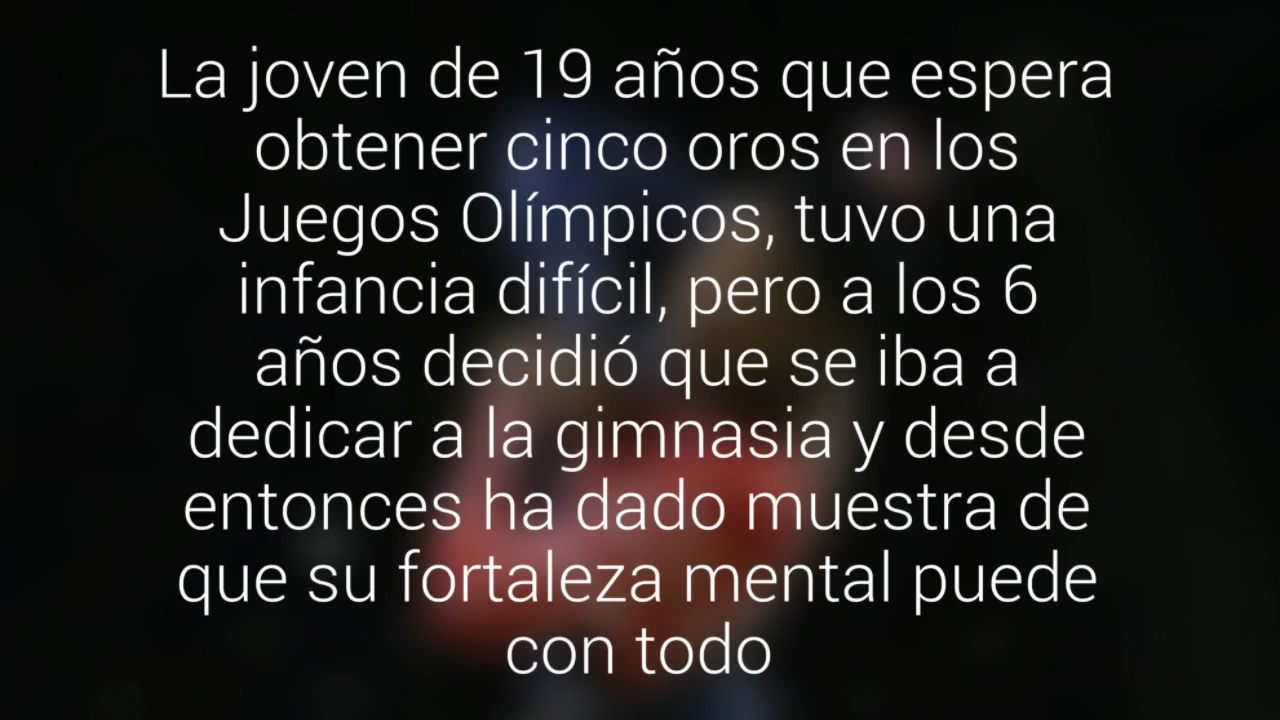 La joven de 19 años que espera
obtener cinco oros en los
Juegos Olímpicos, tuvo una
infancia difícil, pero a los 6
años decidió que se iba a
dedicar a la gimnasia y desde
entonces ha dado muestra de
que su fortaleza mental puede
con todo